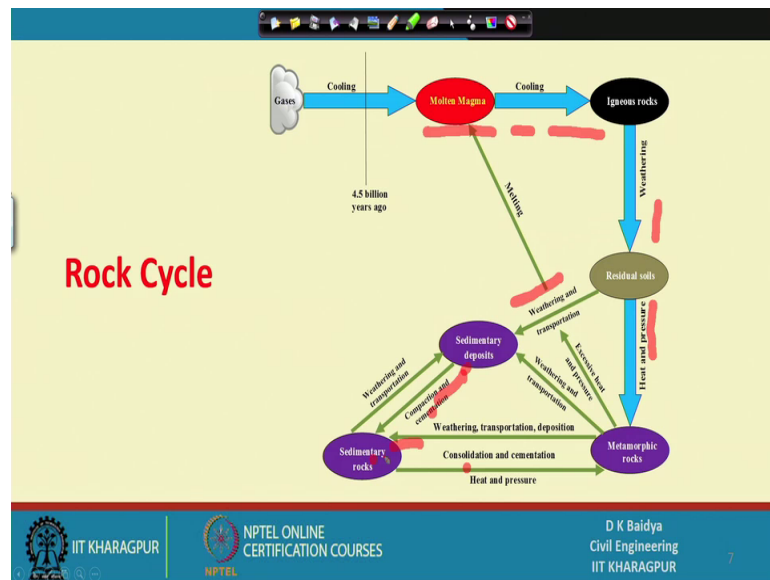 Gases
Cooling
Molten Magma
Cooling
Igneous rocks
4.5 billion
years ago
Weathering
Melting
Rock Cycle
Residual soils
Weathering and
transportation
Heat and pressure
Sedimentary
deposits
Excessive heat
and pressure
Weathering and
transportation
Weathering and
transportation
Compaction and
cementation
Weathering, transportation, deposition
Sedimentary
rocks
Consolidation and cementation
Heat and pressure
Metamorphic
rocks
IIT KHARAGPUR
NPTEL
NPTEL ONLINE
CERTIFICATION COURSES
D K Baidya
Civil Engineering
IIT KHARAGPUR
7